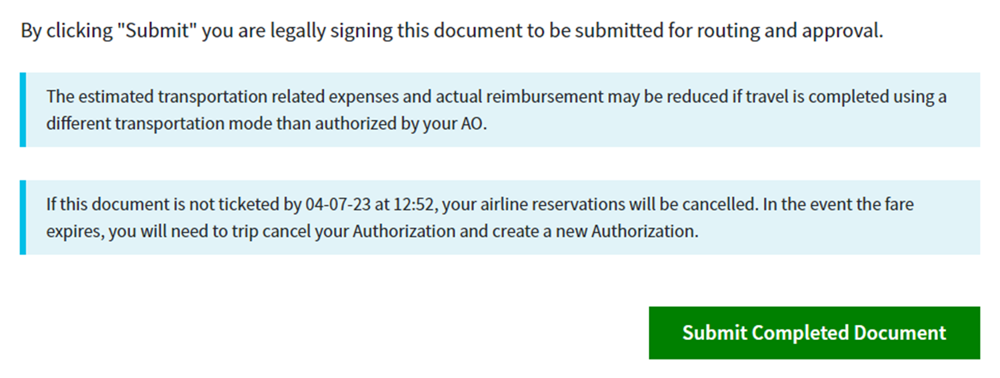 By clicking "Submit" you are legally signing this document to be submitted for routing and approval.
The estimated transportation related expenses and actual reimbursement may be reduced if travel is completed using a
different transportation mode than authorized by your AO.
If this document is not ticketed by 04-07-23 at 12:52, your airline reservations will be cancelled. In the event the fare
expires, you will need to trip cancel your Authorization and create a new Authorization.
Submit Completed Document